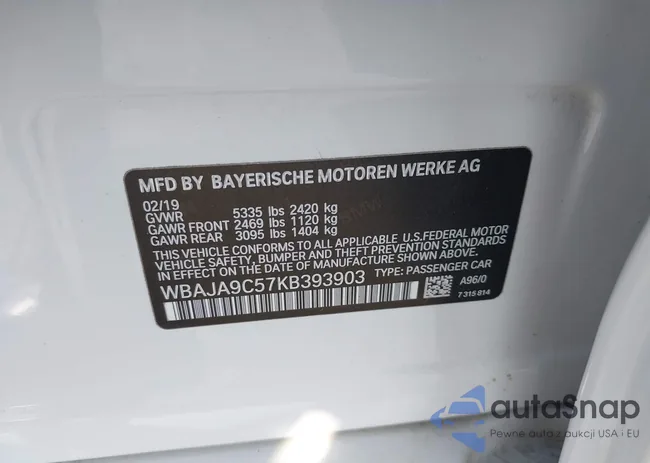 MFD BY BAYERISCHE MOTOREN WERKE AG
02/19
GVWR 5335 lbs 2420 kg
GAWR FRONT 2469 lbs 1120 kg
GAWR REAR 3095 lbs 1404 kg
THIS VEHICLE CONFORMS TO ALL APPLICABLE U.S.FEDERAL MOTOR
VEHICLE SAFETY, BUMPER AND THEFT PREVENTION STANDARDS
IN EFFECT ON THE DATE OF MANUFACTURE SHOWN ABOVE.
WBAJA9C57KB393903 TYPE: PASSENGER CAR
A96/0
7 315 814
autaSnap
Pewne auta z aukcji USA i EU